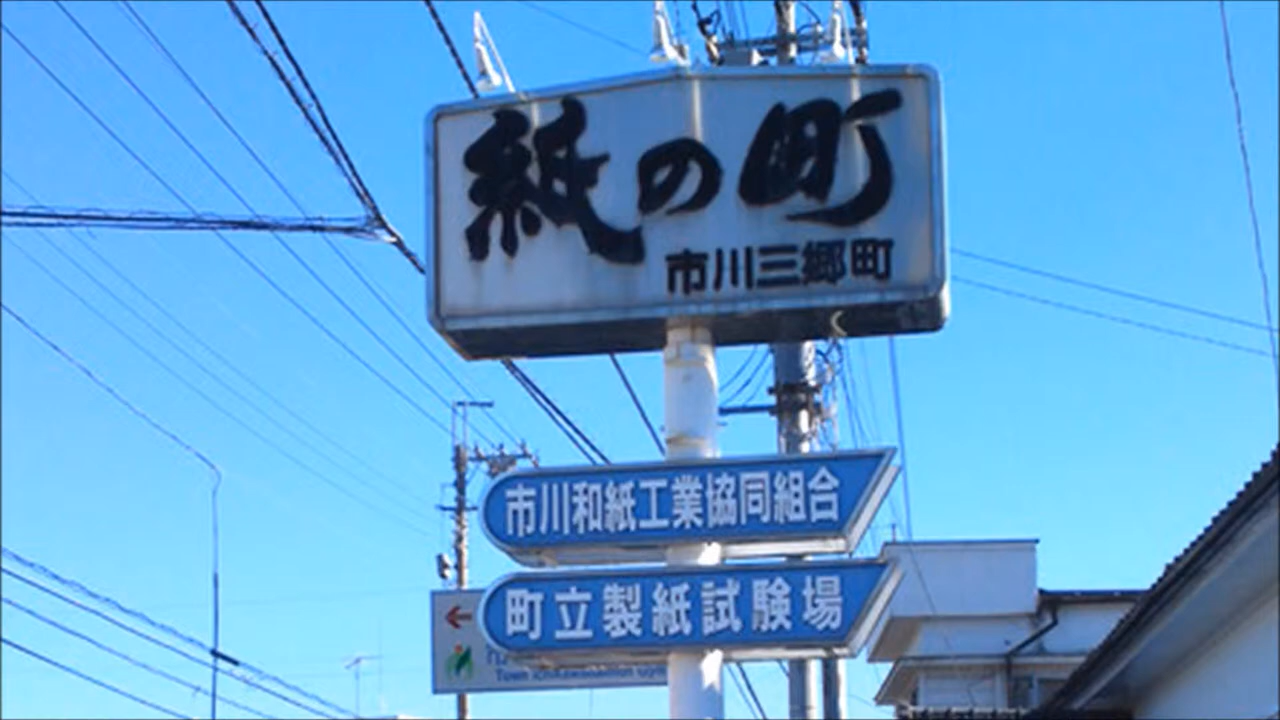 紙の町
市川三郷町
市川和紙工業協同組合
町立製紙試験場